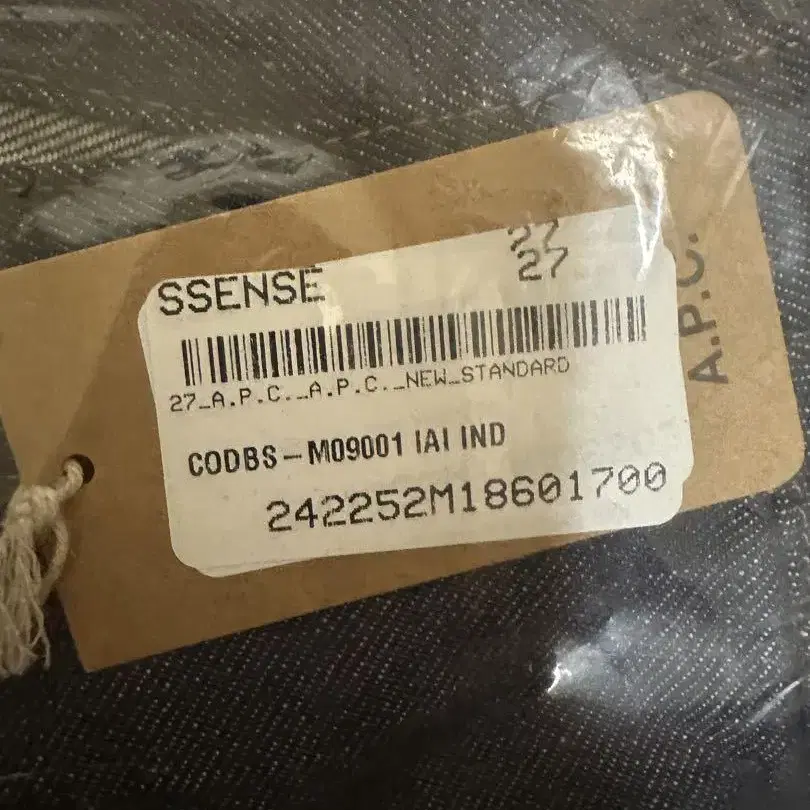 27
SSENSE 27
27_A.P.C._A.P.C._NEW_STANDARD
CODBS-M09001 IAI IND
242252M18601700
A.P.C.